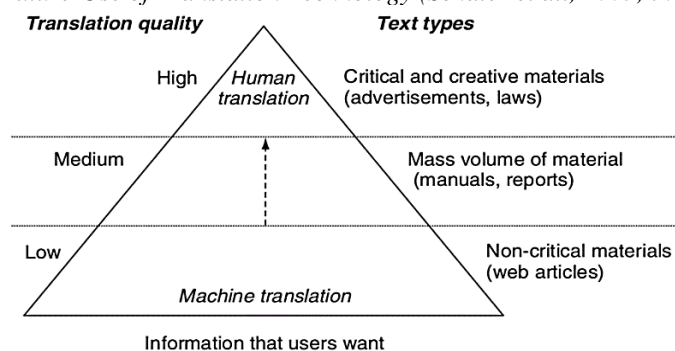 Translation quality
Text types
High
Human
translation
Critical and creative materials
(advertisements, laws)
Medium
Mass volume of material
(manuals, reports)
Low
Non-critical materials
(web articles)
Machine translation
Information that users want